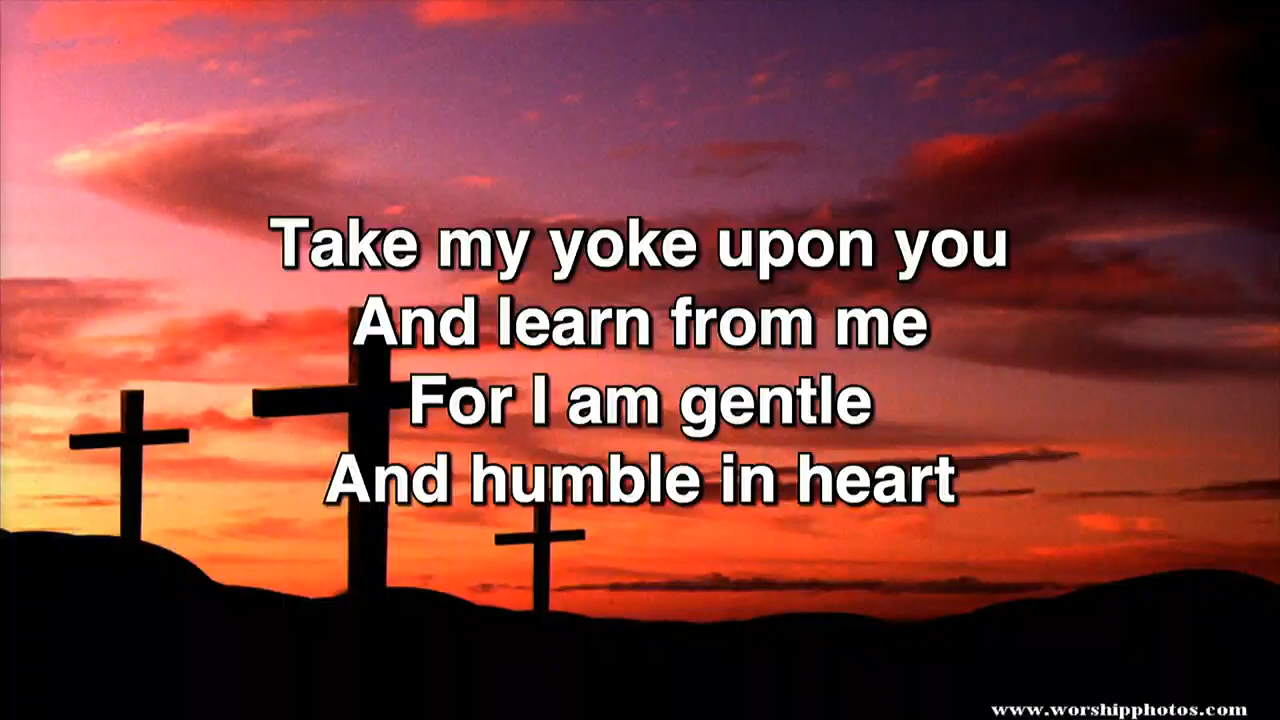 Take my yoke upon you
And learn from me
For I am gentle
And humble in heart
www.worshipphotos.com